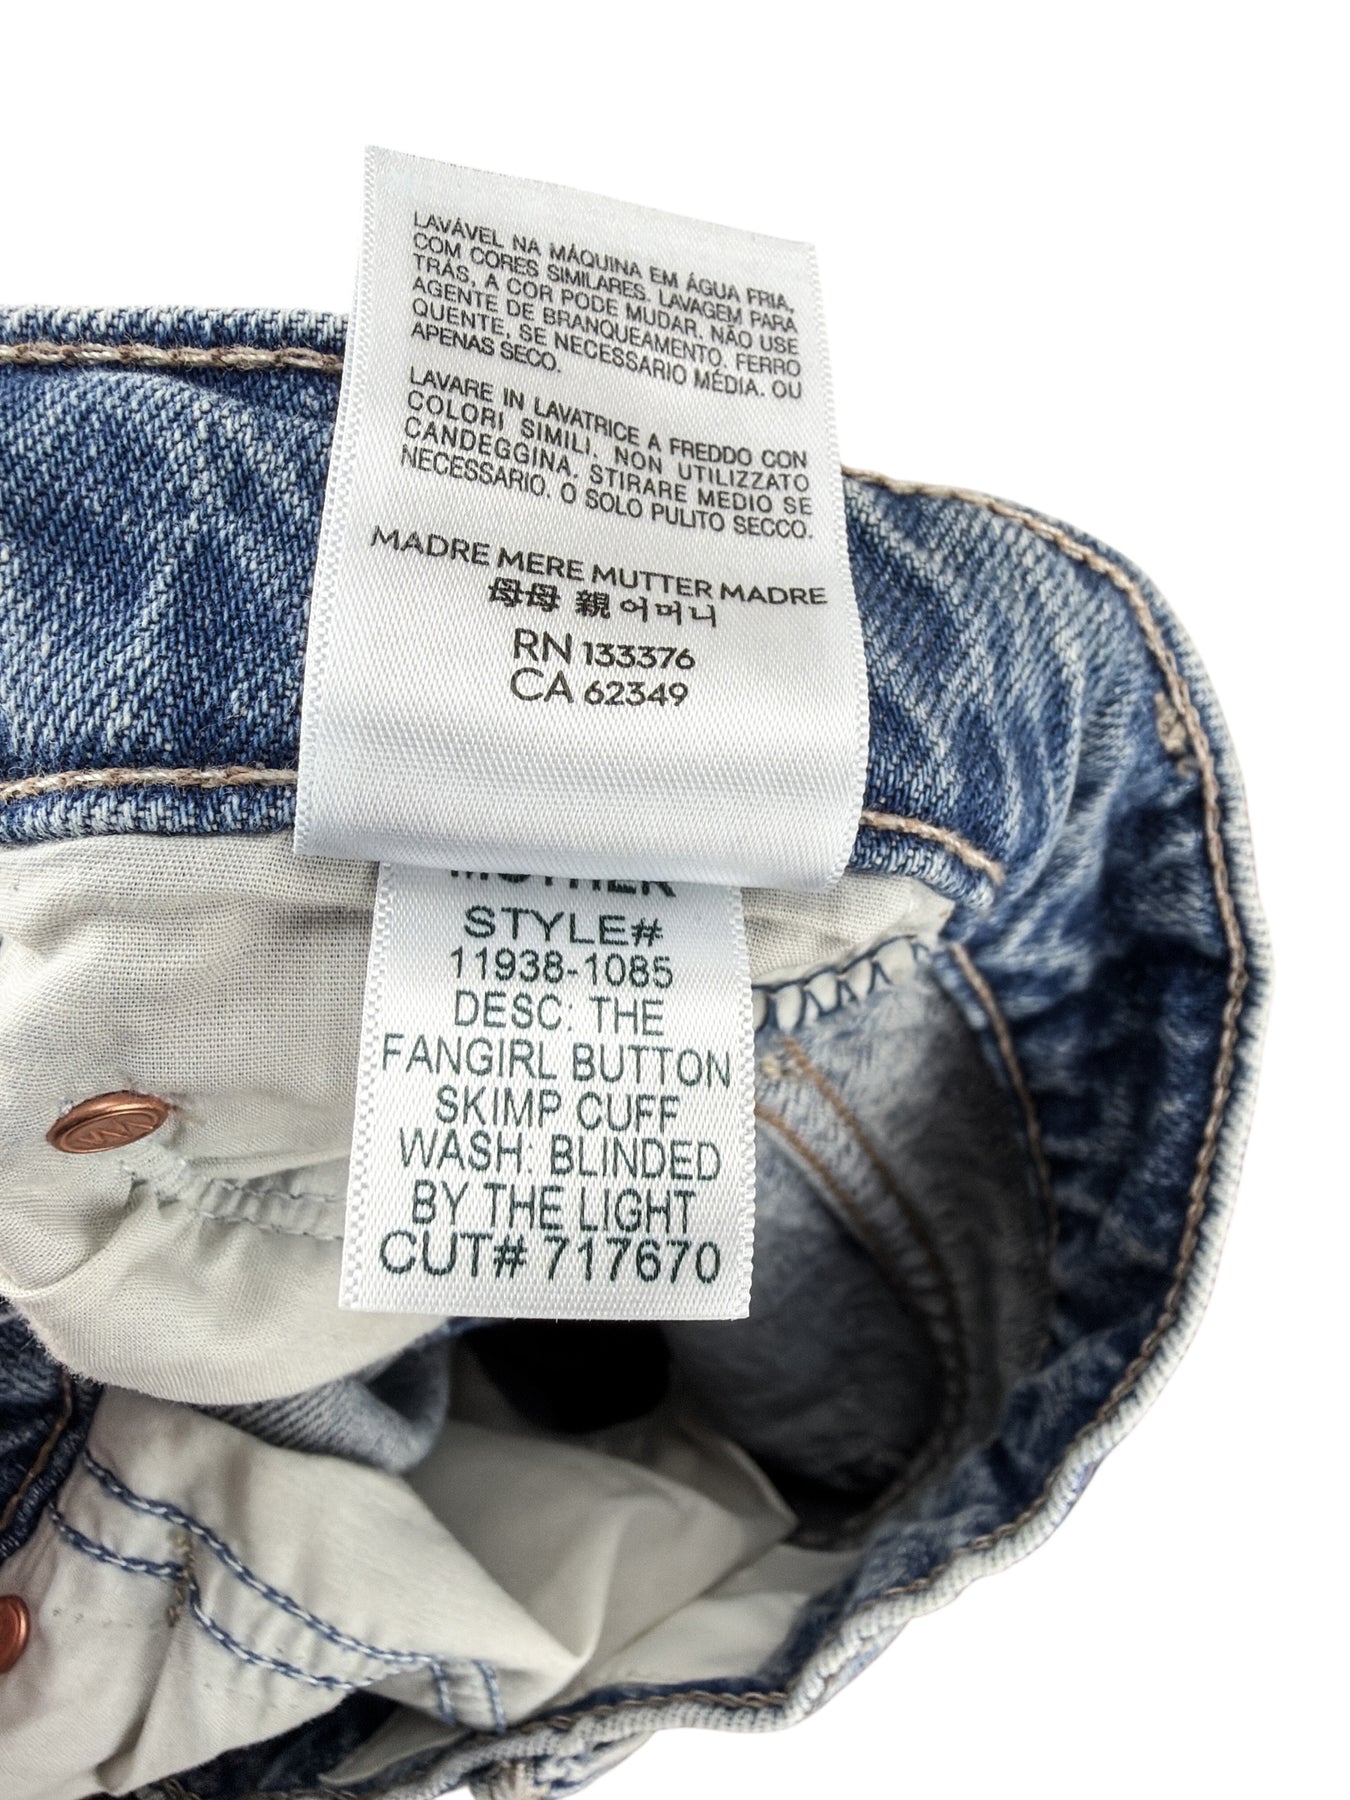 LAVÁVEL NA MÁQUINA EM ÁGUA FRIA,
COM CORES SIMILARES. LAVAGEM PARA
TRÁS, A COR PODE MUDAR. NÃO USE
AGENTE DE BRANQUEAMENTO. FERRO
QUENTE, SE NECESSARIO MÉDIA. OU
APENAS SECO.
LAVARE IN LAVATRICE A FREDDO CON
COLORI SIMILI. NON UTILIZZATO
CANDEGGINA. STIRARE MEDIO SE
NECESSARIO. O SOLO PULITO SECCO.
MADRE MERE MUTTER MADRE
母母 親 어머니
RN 133376
CA 62349
MOTHER
STYLE#
11938-1085
DESC: THE
FANGIRL BUTTON
SKIMP CUFF
WASH: BLINDED
BY THE LIGHT
CUT# 717670